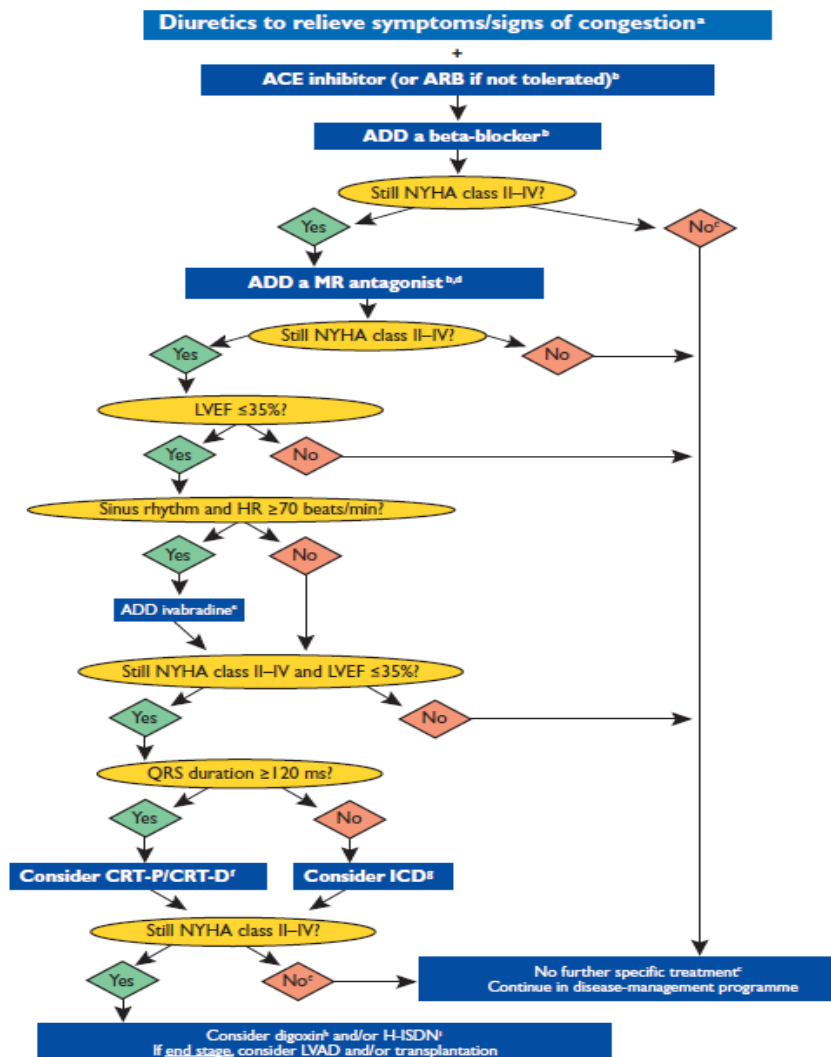 Diuretics to relieve symptoms/signs of congestionᵃ
+
ACE inhibitor (or ARB if not tolerated)ᵇ
ADD a beta-blockerᵇ
Still NYHA class II–IV?
Yes
Noᶜ
ADD a MR antagonistᵇ,ᵈ
Still NYHA class II–IV?
Yes
No
LVEF ≤35%?
Yes
No
Sinus rhythm and HR ≥70 beats/min?
Yes
No
ADD ivabradineᵉ
Still NYHA class II–IV and LVEF ≤35%?
Yes
No
QRS duration ≥120 ms?
Yes
No
Consider CRT-P/CRT-Dᶠ
Consider ICDᵍ
Still NYHA class II–IV?
Yes
Noᶜ
No further specific treatmentᶜ
Continue in disease-management programme
Consider digoxinʰ and/or H-ISDNⁱ
If end stage, consider LVAD and/or transplantation